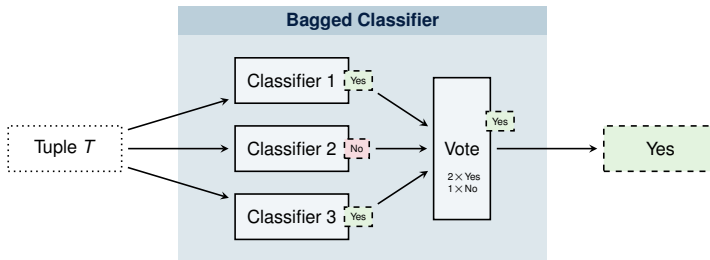 Bagged Classifier
Classifier 1
Yes
Tuple T
Classifier 2
No
Classifier 3
Yes
Vote
2 × Yes
1 × No
Yes
Yes